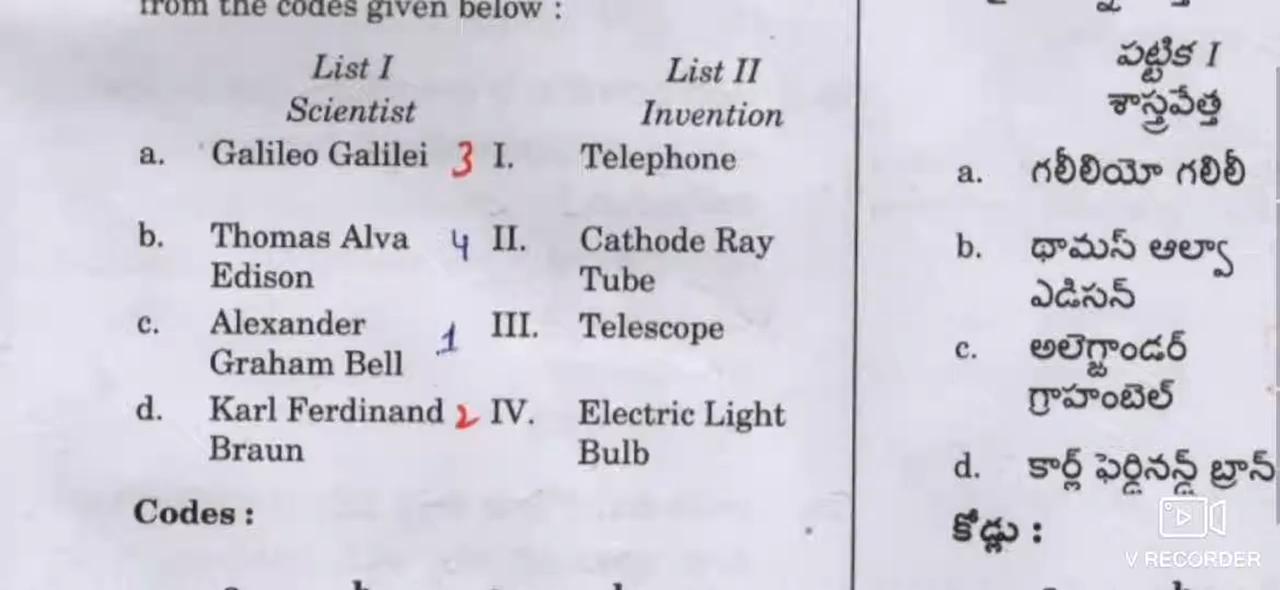 from the codes given below :
List I List II
Scientist Invention
a. Galileo Galilei 3 I. Telephone
b. Thomas Alva 4 II. Cathode Ray
Edison Tube
c. Alexander 1 III. Telescope
Graham Bell
d. Karl Ferdinand 2 IV. Electric Light
Braun Bulb
Codes :
పట్టిక I
శాస్త్రవేత్త
a. గలీలియో గలిలీ
b. థామస్ ఆల్వా
ఎడిసన్
c. అలెగ్జాండర్
గ్రాహంబెల్
d. కార్ల్ ఫెర్డినన్డ్ బ్రాన్
కోడ్లు :
V RECORDER